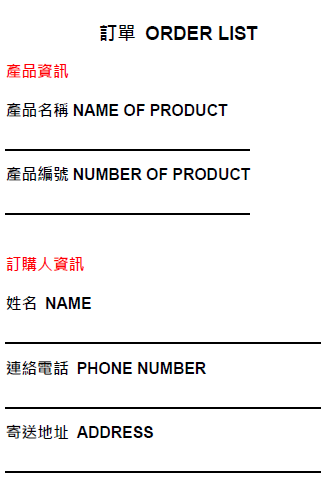 訂單 ORDER LIST
產品資訊
產品名稱 NAME OF PRODUCT
產品編號 NUMBER OF PRODUCT
訂購人資訊
姓名 NAME
連絡電話 PHONE NUMBER
寄送地址 ADDRESS